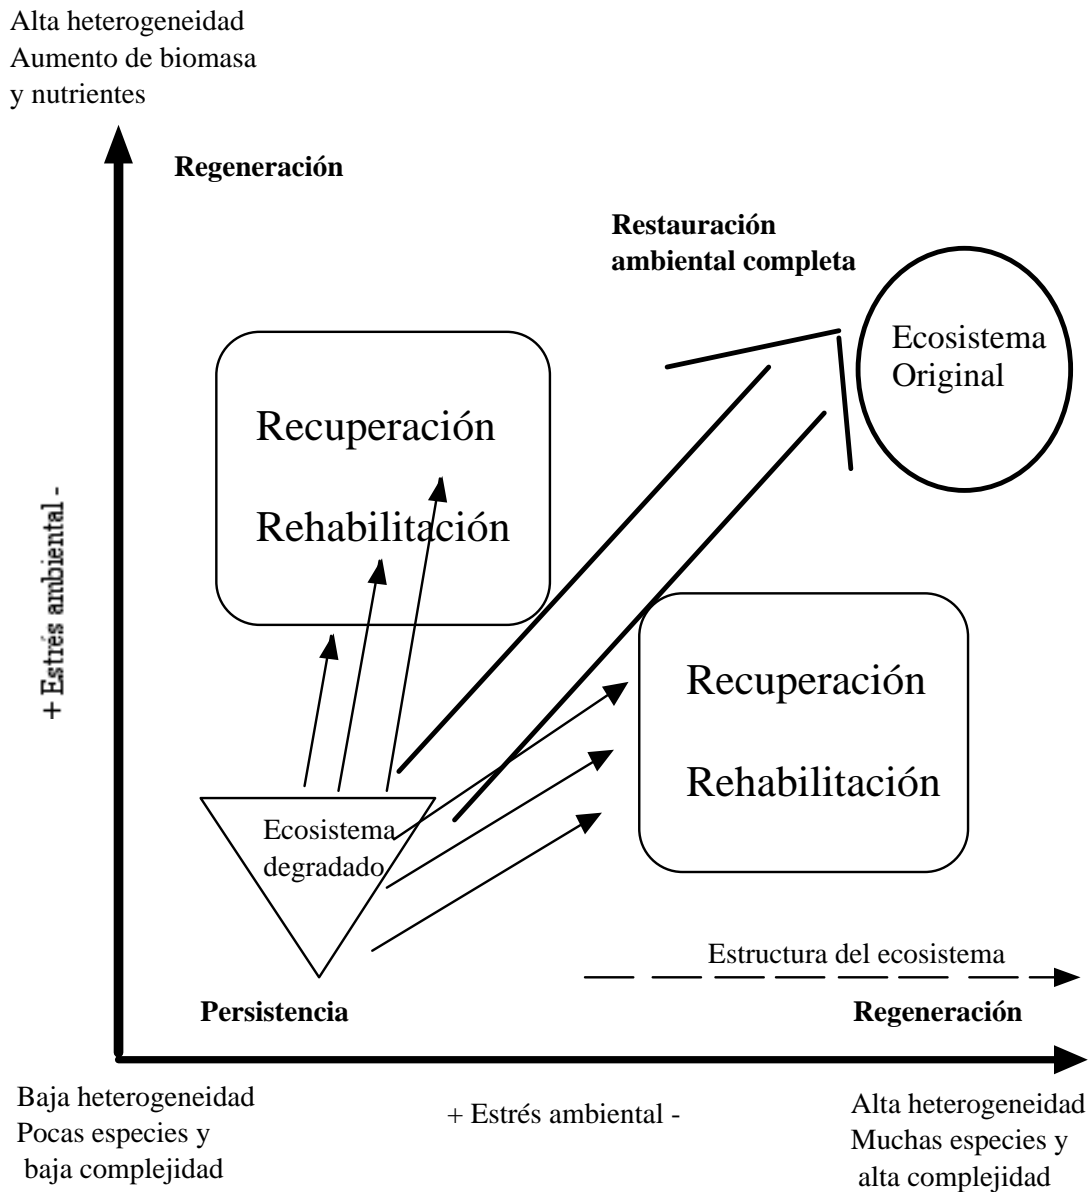 Alta heterogeneidad
Aumento de biomasa
y nutrientes
Regeneración
Restauración
ambiental completa
Ecosistema
Original
Recuperación
Rehabilitación
+ Estrés ambiental -
Recuperación
Rehabilitación
Ecosistema
degradado
Estructura del ecosistema
Persistencia
Regeneración
Baja heterogeneidad
Pocas especies y
baja complejidad
+ Estrés ambiental -
Alta heterogeneidad
Muchas especies y
alta complejidad